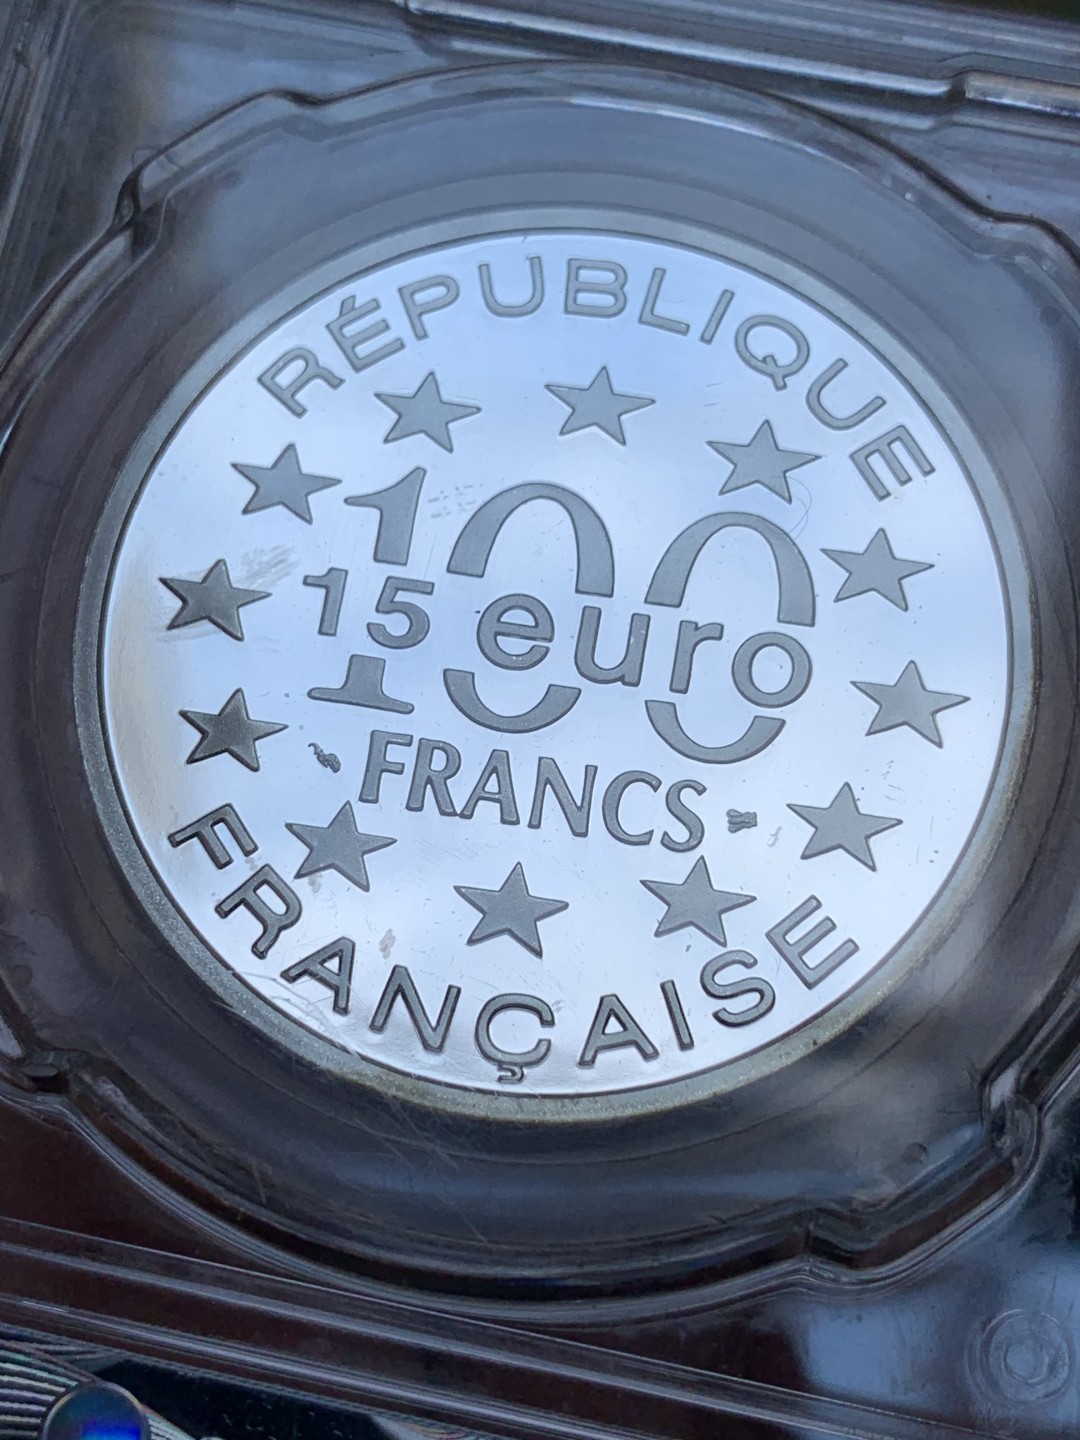 RÉPUBLIQUE
100
15 euro
FRANCS
FRANÇAISE